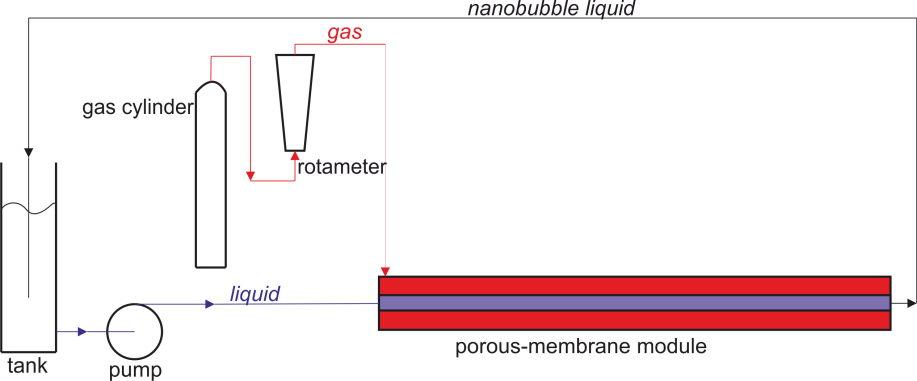 nanobubble liquid
gas
gas cylinder
rotameter
liquid
porous-membrane module
tank
pump